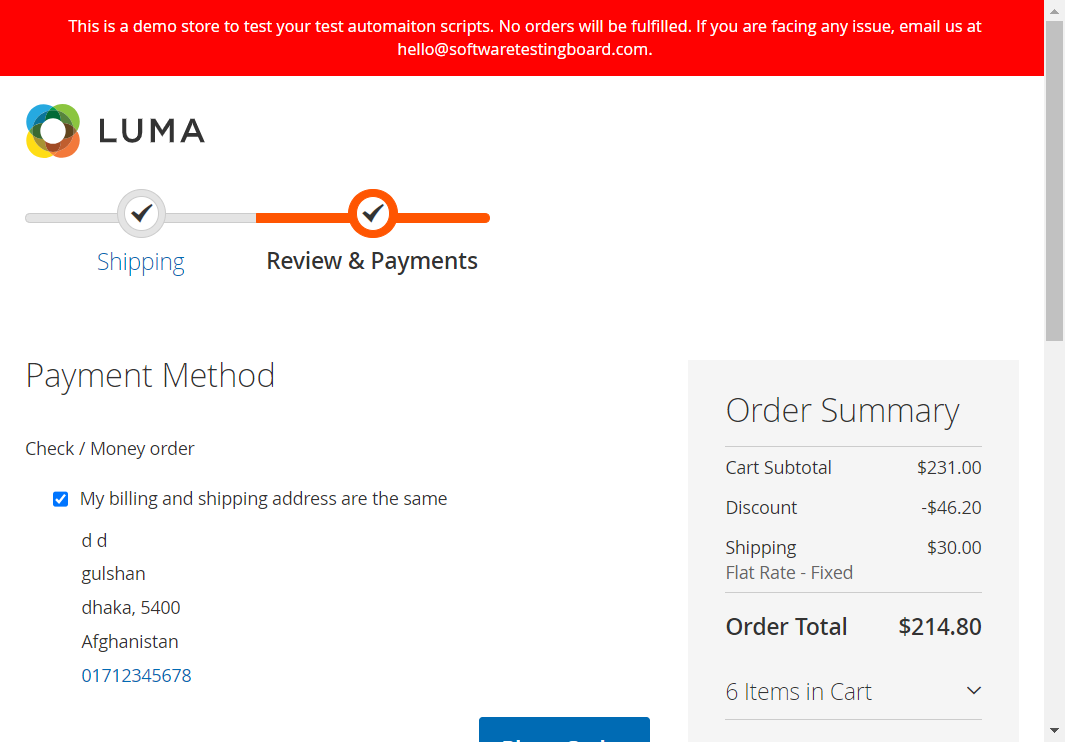 This is a demo store to test your test automaiton scripts. No orders will be fulfilled. If you are facing any issue, email us at
hello@softwaretestingboard.com.
LUMA
Shipping
Review & Payments
Payment Method
Check / Money order
My billing and shipping address are the same
d d
gulshan
dhaka, 5400
Afghanistan
01712345678
Order Summary
Cart Subtotal $231.00
Discount -$46.20
Shipping $30.00
Flat Rate - Fixed
Order Total $214.80
6 Items in Cart